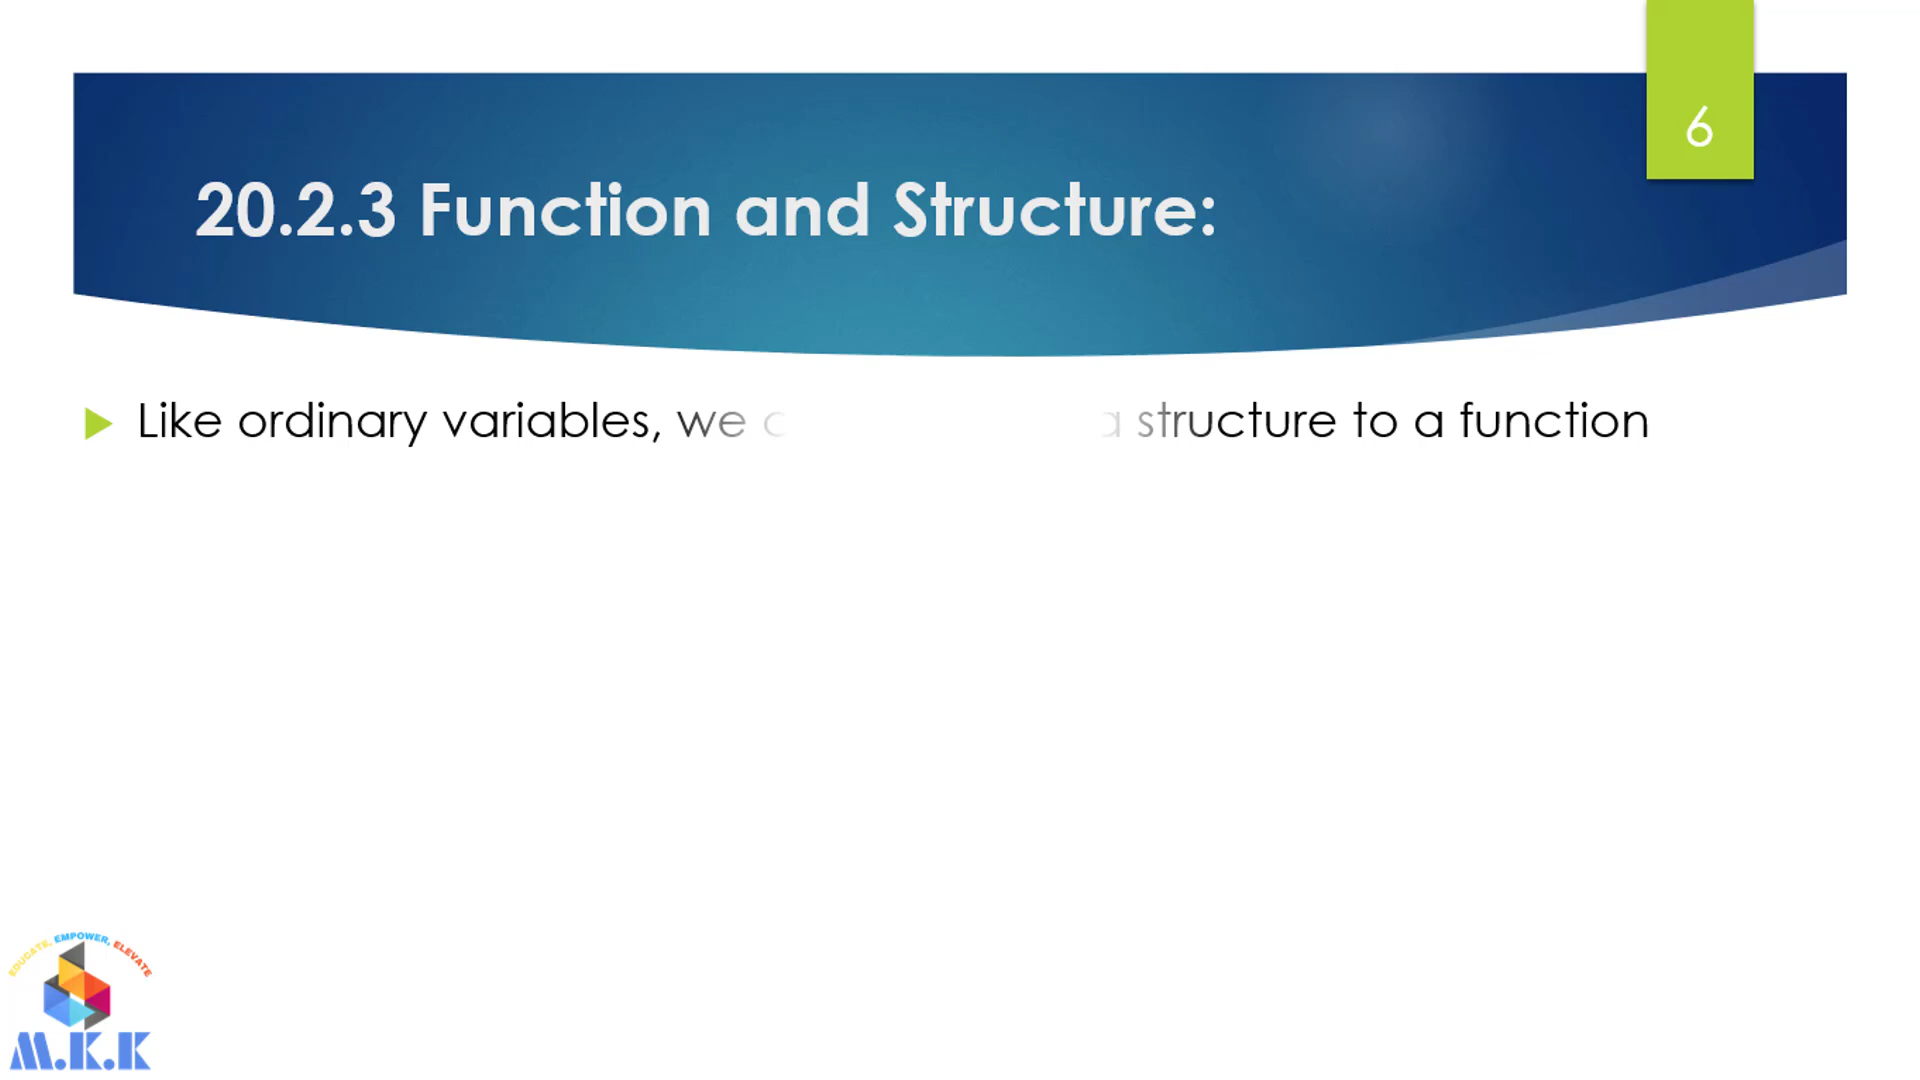 6
20.2.3 Function and Structure:
Like ordinary variables, we a structure to a function
EDUCATE, EMPOWER, ELEVATE
M.K.K